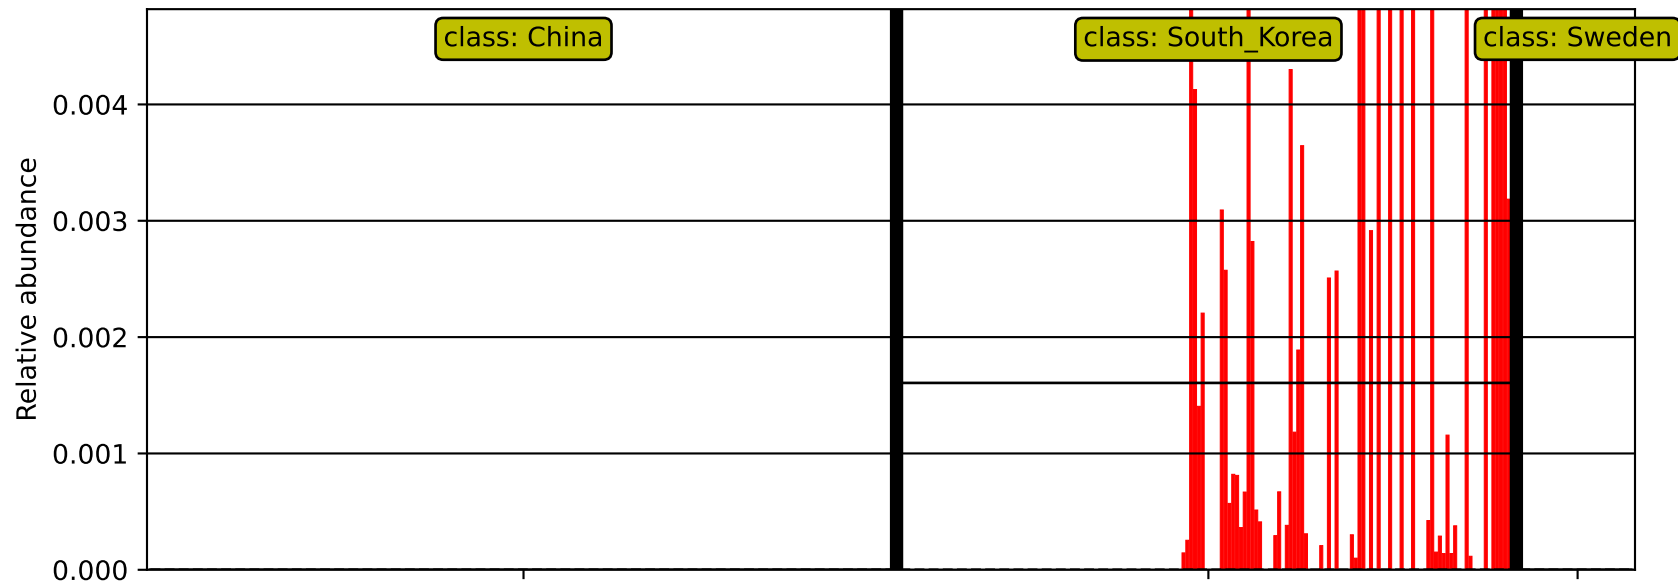 class: China
class: South_Korea
class: Sweden
Relative abundance
0.004
0.003
0.002
0.001
0.000